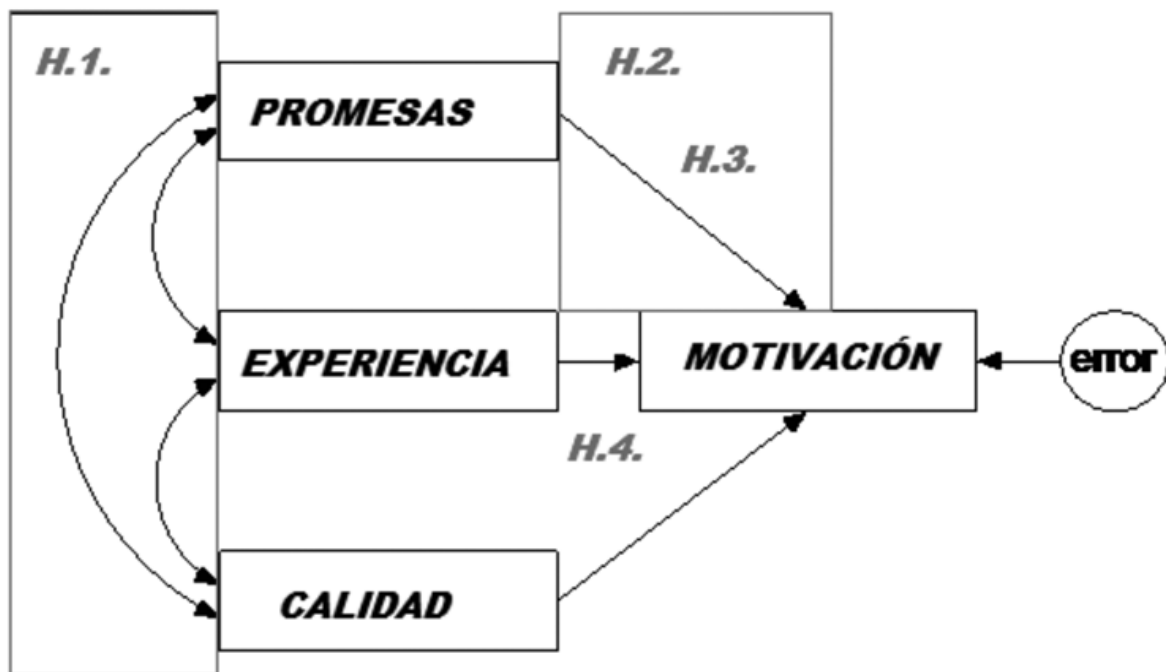 H.1.
PROMESAS
H.2.
H.3.
EXPERIENCIA
MOTIVACIÓN
error
H.4.
CALIDAD